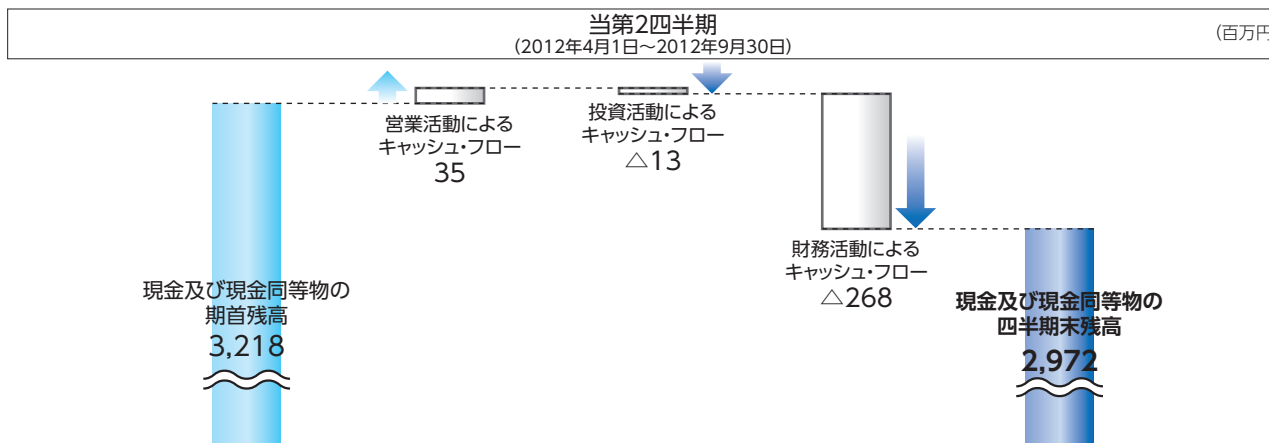 当第2四半期
(2012年4月1日〜2012年9月30日)
(百万円
営業活動による
キャッシュ・フロー
35
投資活動による
キャッシュ・フロー
△13
財務活動による
キャッシュ・フロー
△268
現金及び現金同等物の
期首残高
3,218
現金及び現金同等物の
四半期末残高
2,972